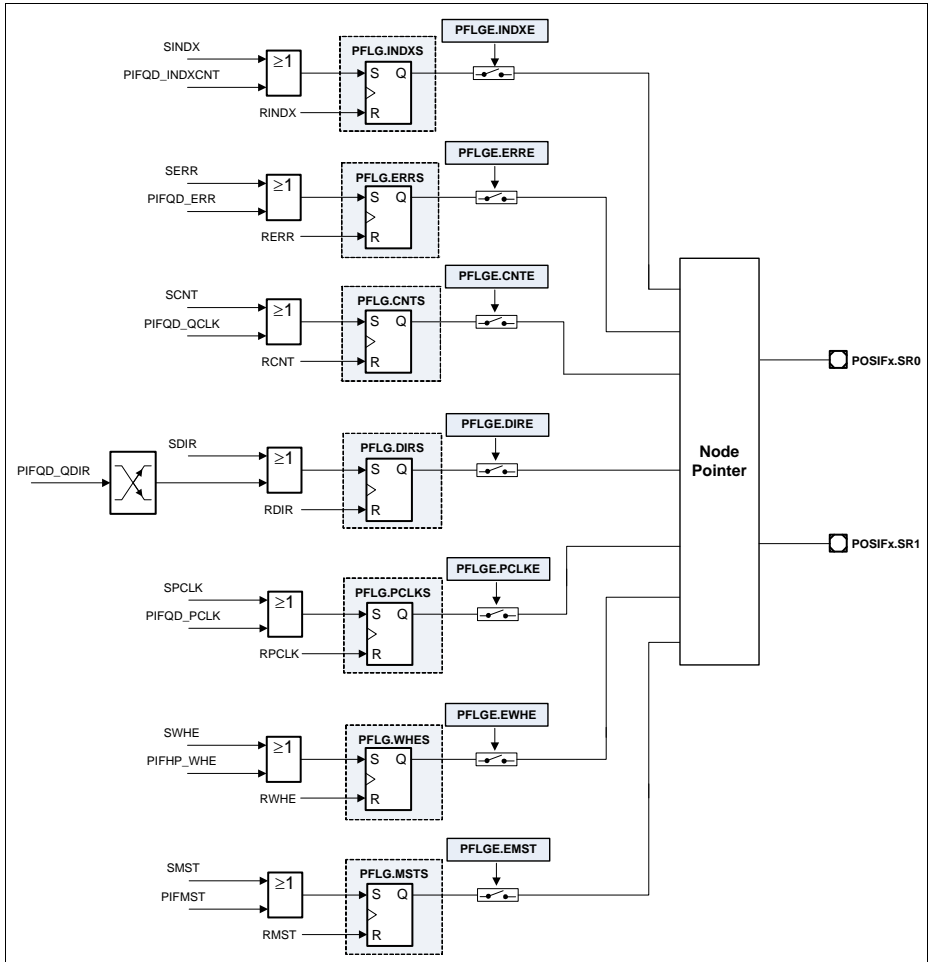 PFLGE.INDXE
SINDX
≥1
PFLG.INDXS
PIFQD_INDXCNT
S Q
RINDX
R
PFLGE.ERRE
SERR
≥1
PFLG.ERRS
PIFQD_ERR
S Q
RERR
R
PFLGE.CNTE
SCNT
≥1
PFLG.CNTS
PIFQD_QCLK
S Q
RCNT
R
POSIFx.SR0
PFLGE.DIRE
SDIR
≥1
PFLG.DIRS
PIFQD_QDIR
S Q
RDIR
R
Node
Pointer
POSIFx.SR1
PFLGE.PCLKE
SPCLK
≥1
PFLG.PCLKS
PIFQD_PCLK
S Q
RPCLK
R
PFLGE.EWHE
SWHE
≥1
PFLG.WHES
PIFHP_WHE
S Q
RWHE
R
PFLGE.EMST
SMST
≥1
PFLG.MSTS
PIFMST
S Q
RMST
R